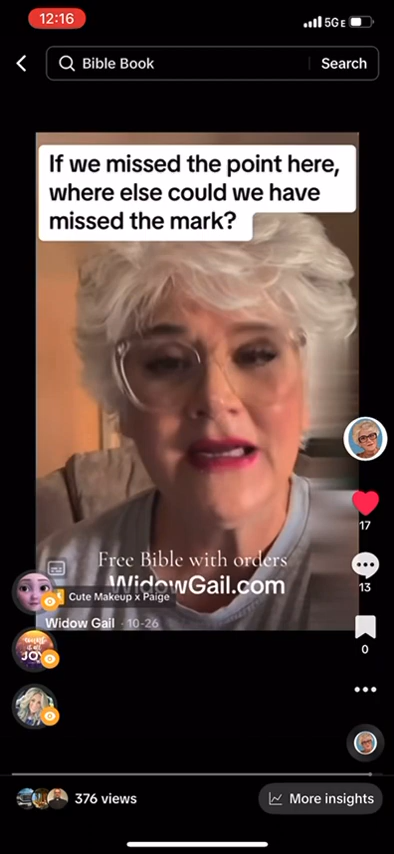 12:16
5GE
Bible Book
Search
If we missed the point here,
where else could we have
missed the mark?
17
Free Bible with orders
WidowGail.com
13
Cute Makeup x Paige
Widow Gail · 10-26
0
376 views
More insights